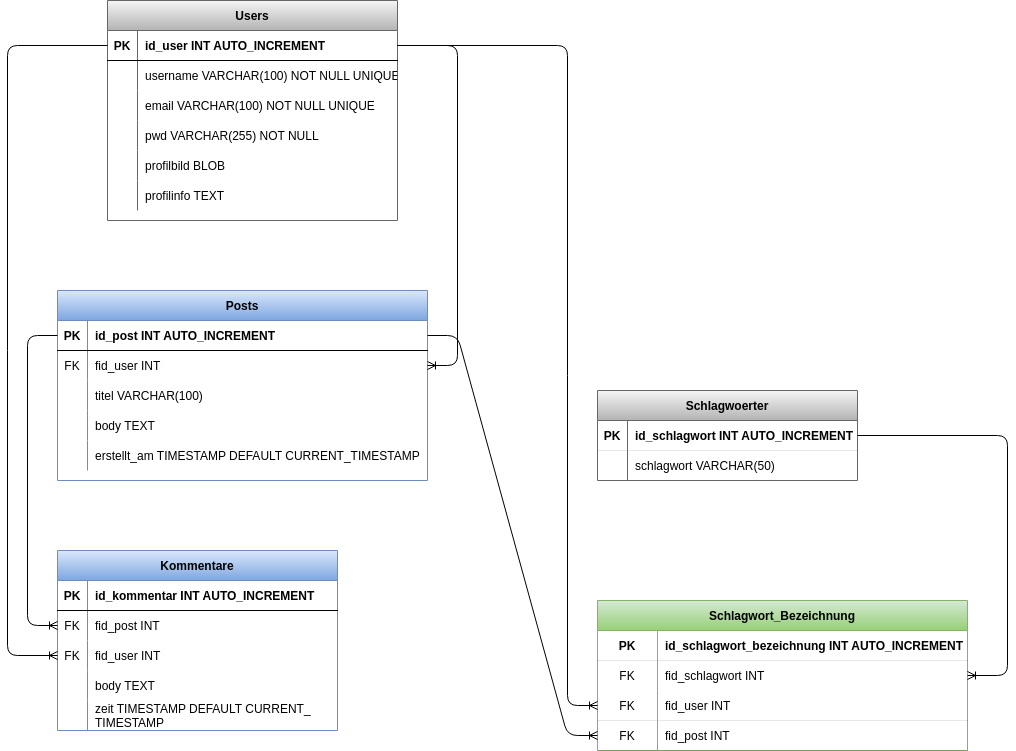 Users
PK id_user INT AUTO_INCREMENT
username VARCHAR(100) NOT NULL UNIQUE
email VARCHAR(100) NOT NULL UNIQUE
pwd VARCHAR(255) NOT NULL
profilbild BLOB
profilinfo TEXT
Posts
PK id_post INT AUTO_INCREMENT
FK fid_user INT
titel VARCHAR(100)
body TEXT
erstellt_am TIMESTAMP DEFAULT CURRENT_TIMESTAMP
Schlagwoerter
PK id_schlagwort INT AUTO_INCREMENT
schlagwort VARCHAR(50)
Kommentare
PK id_kommentar INT AUTO_INCREMENT
FK fid_post INT
FK fid_user INT
body TEXT
zeit TIMESTAMP DEFAULT CURRENT_
TIMESTAMP
Schlagwort_Bezeichnung
PK id_schlagwort_bezeichnung INT AUTO_INCREMENT
FK fid_schlagwort INT
FK fid_user INT
FK fid_post INT